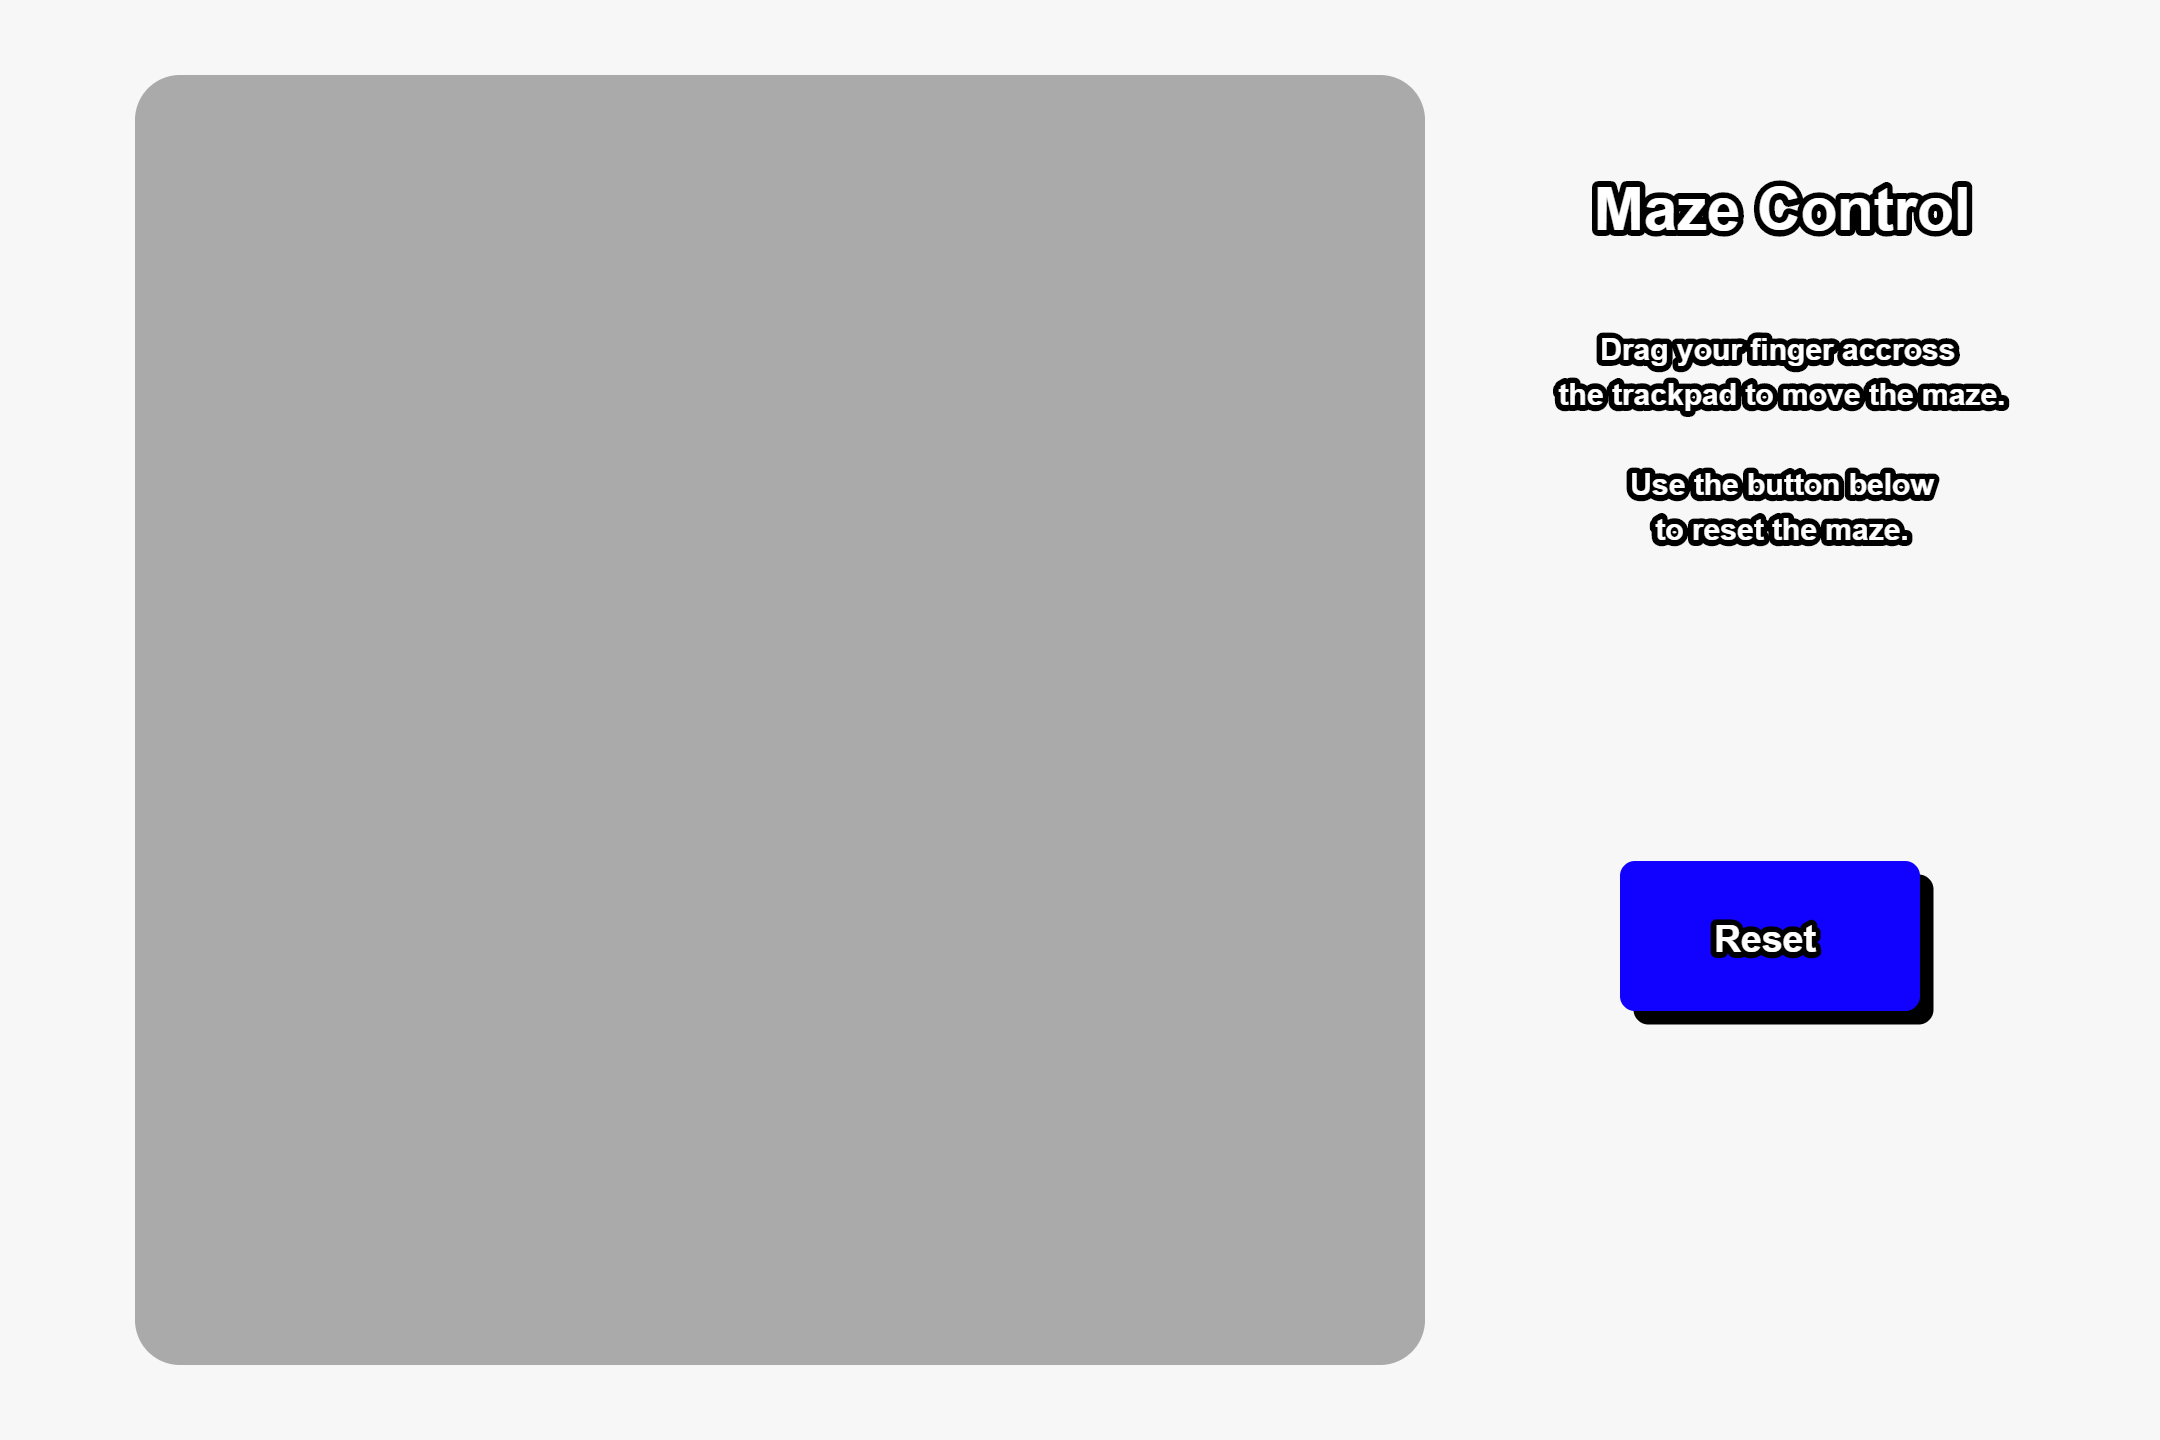 Maze Control
Drag your finger accross
the trackpad to move the maze.
Use the button below
to reset the maze.
Reset